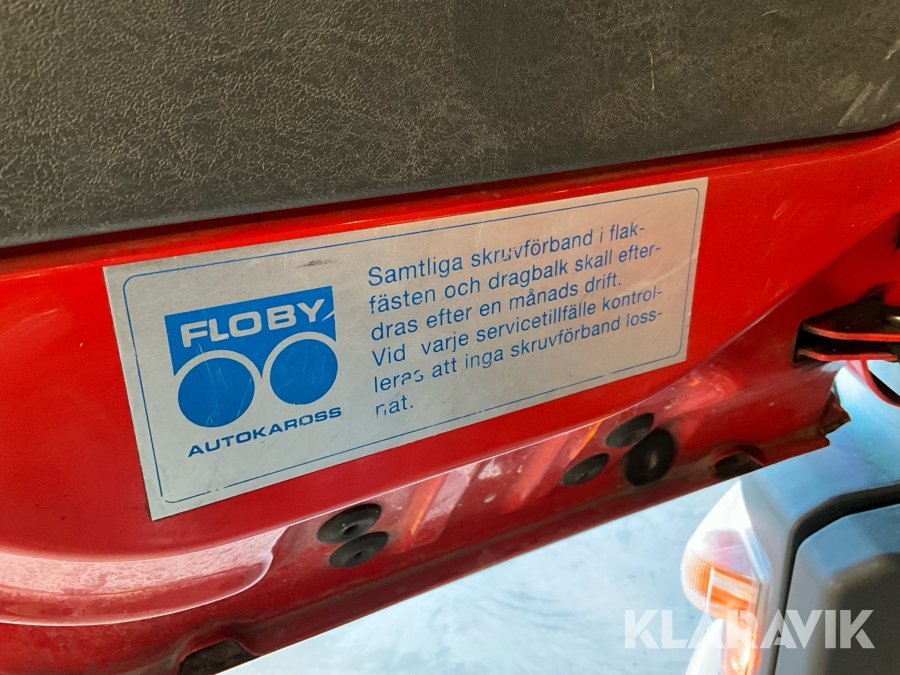 FLOBY
AUTOKAROSS
Samtliga skruvförband i flak-
fästen och dragbalk skall efter-
dras efter en månads drift.
Vid varje servicetillfälle kontrol-
leras att inga skruvförband loss-
nat.
KLARAVIK